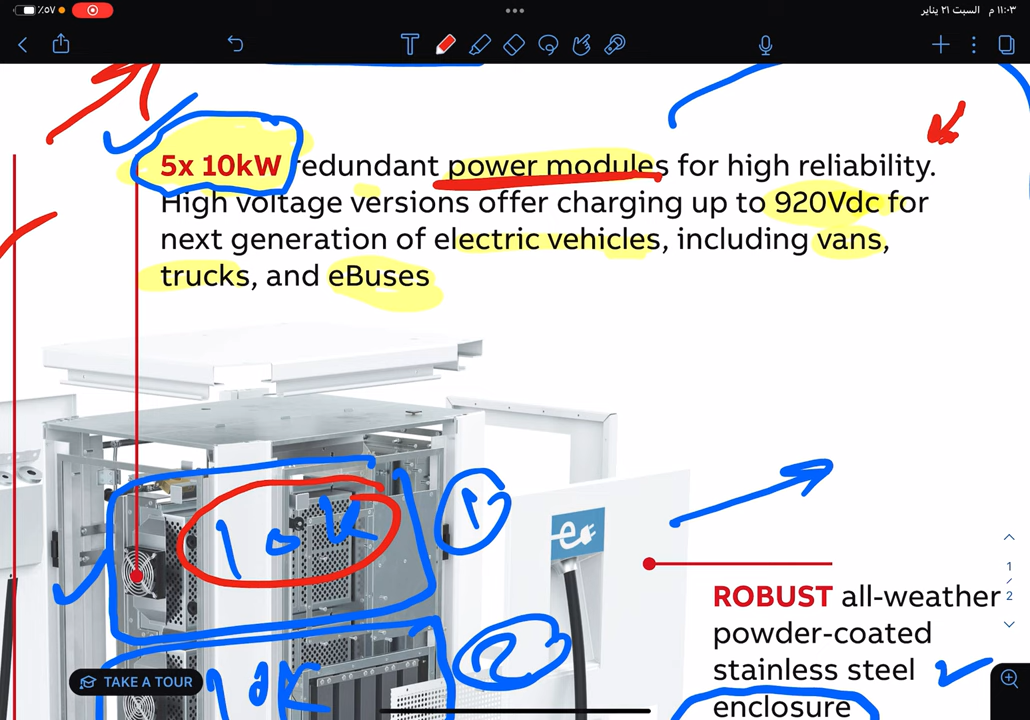 ٪٥٧
١١:٠٣ م السبت ٢١ يناير
5x 10kW redundant power modules for high reliability.
High voltage versions offer charging up to 920Vdc for
next generation of electric vehicles, including vans,
trucks, and eBuses
10K
e
1
2
ROBUST all-weather
powder-coated
stainless steel
enclosure
10K
TAKE A TOUR